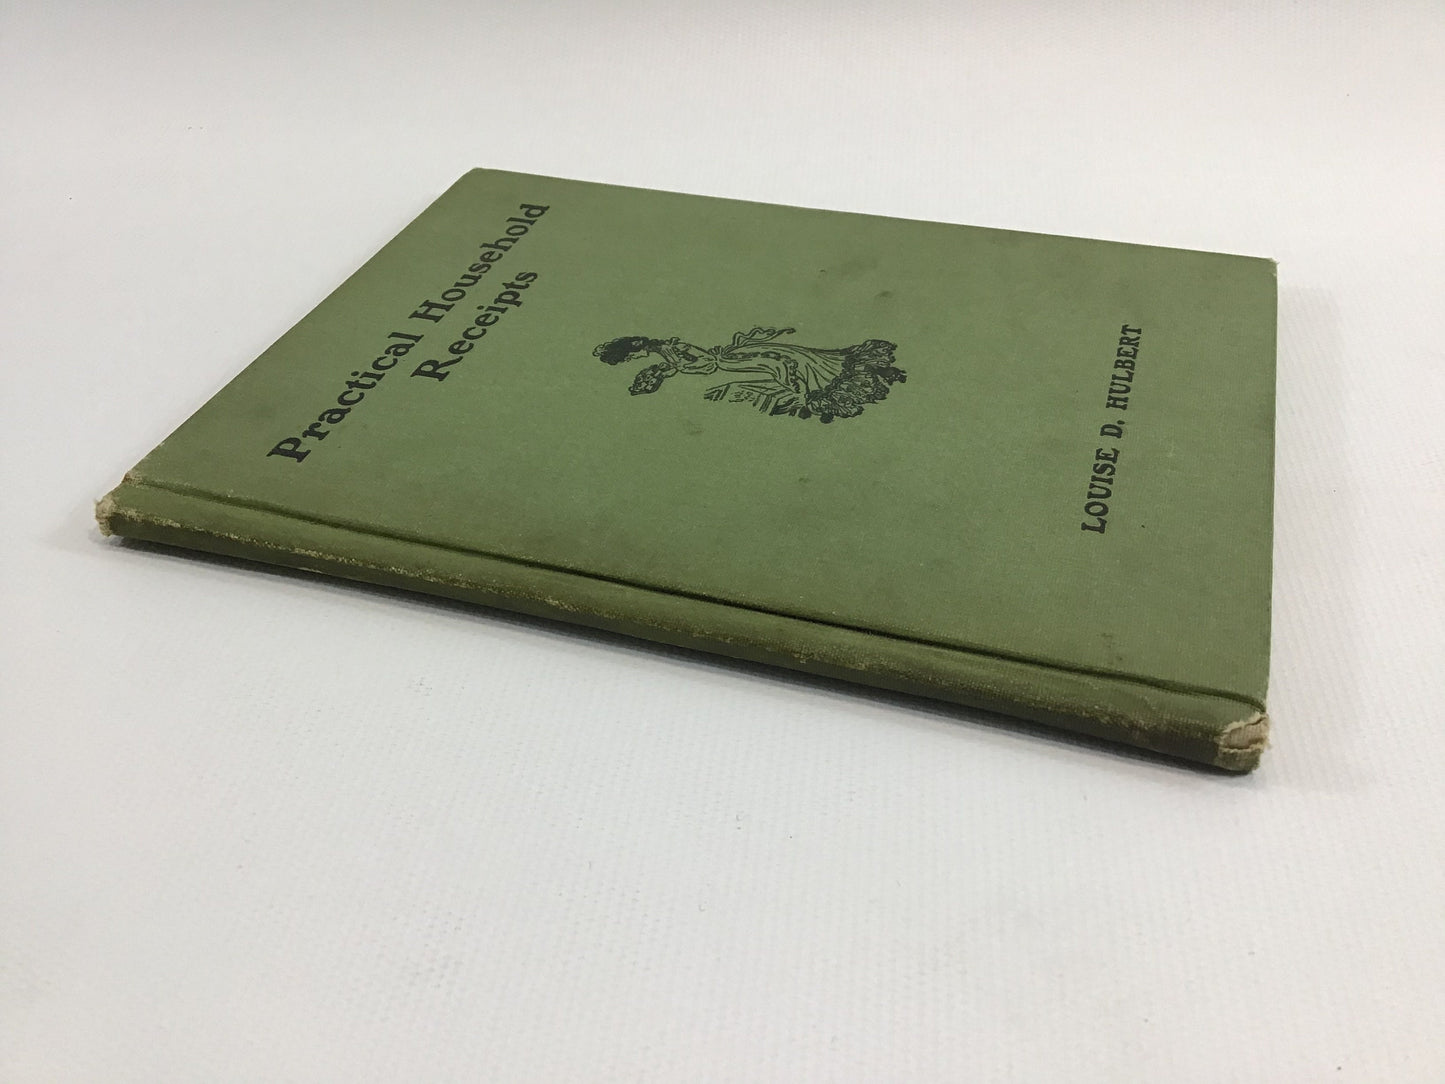 Practical Household
Receipts
LOUISE D. HULBERT